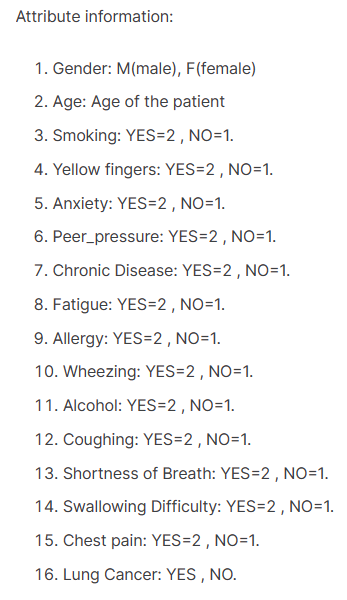 Attribute information:
1. Gender: M(male), F(female)
2. Age: Age of the patient
3. Smoking: YES=2 , NO=1.
4. Yellow fingers: YES=2 , NO=1.
5. Anxiety: YES=2 , NO=1.
6. Peer_pressure: YES=2 , NO=1.
7. Chronic Disease: YES=2 , NO=1.
8. Fatigue: YES=2 , NO=1.
9. Allergy: YES=2 , NO=1.
10. Wheezing: YES=2 , NO=1.
11. Alcohol: YES=2 , NO=1.
12. Coughing: YES=2 , NO=1.
13. Shortness of Breath: YES=2 , NO=1.
14. Swallowing Difficulty: YES=2 , NO=1.
15. Chest pain: YES=2 , NO=1.
16. Lung Cancer: YES , NO.